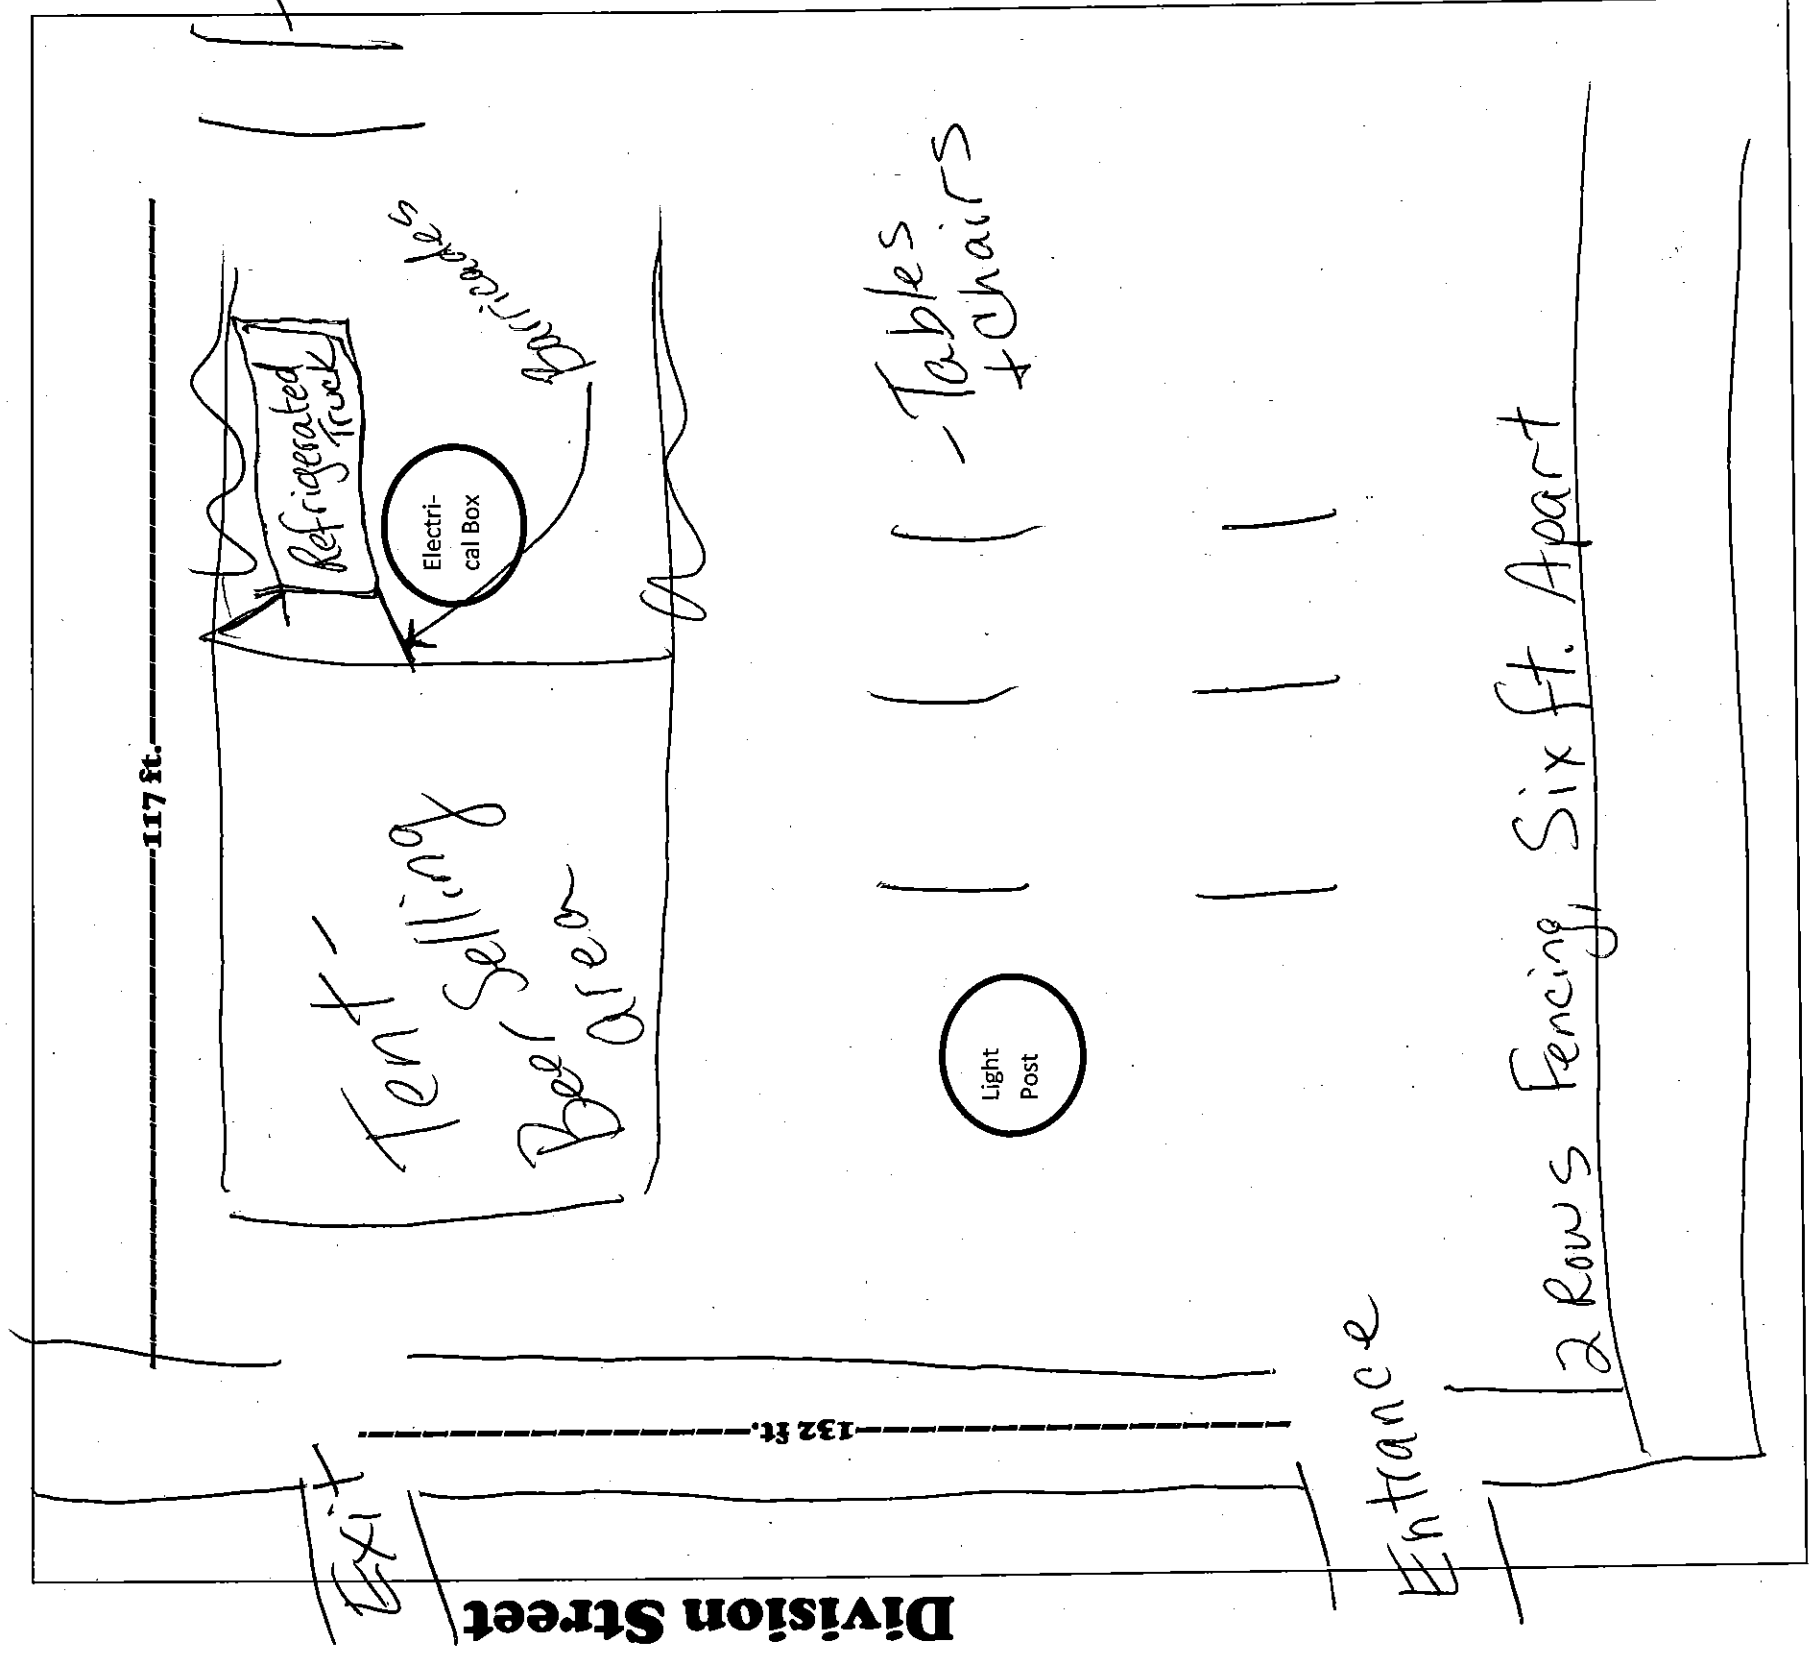 117 ft.
Refrigerated
Truck
Barricades
Electri-
cal Box
Tent -
Beer Selling
area
- Tables
+ Chairs
Light
Post
2 Rows Fencing, Six ft. Apart
132 ft.
Exit
Entrance
Division Street